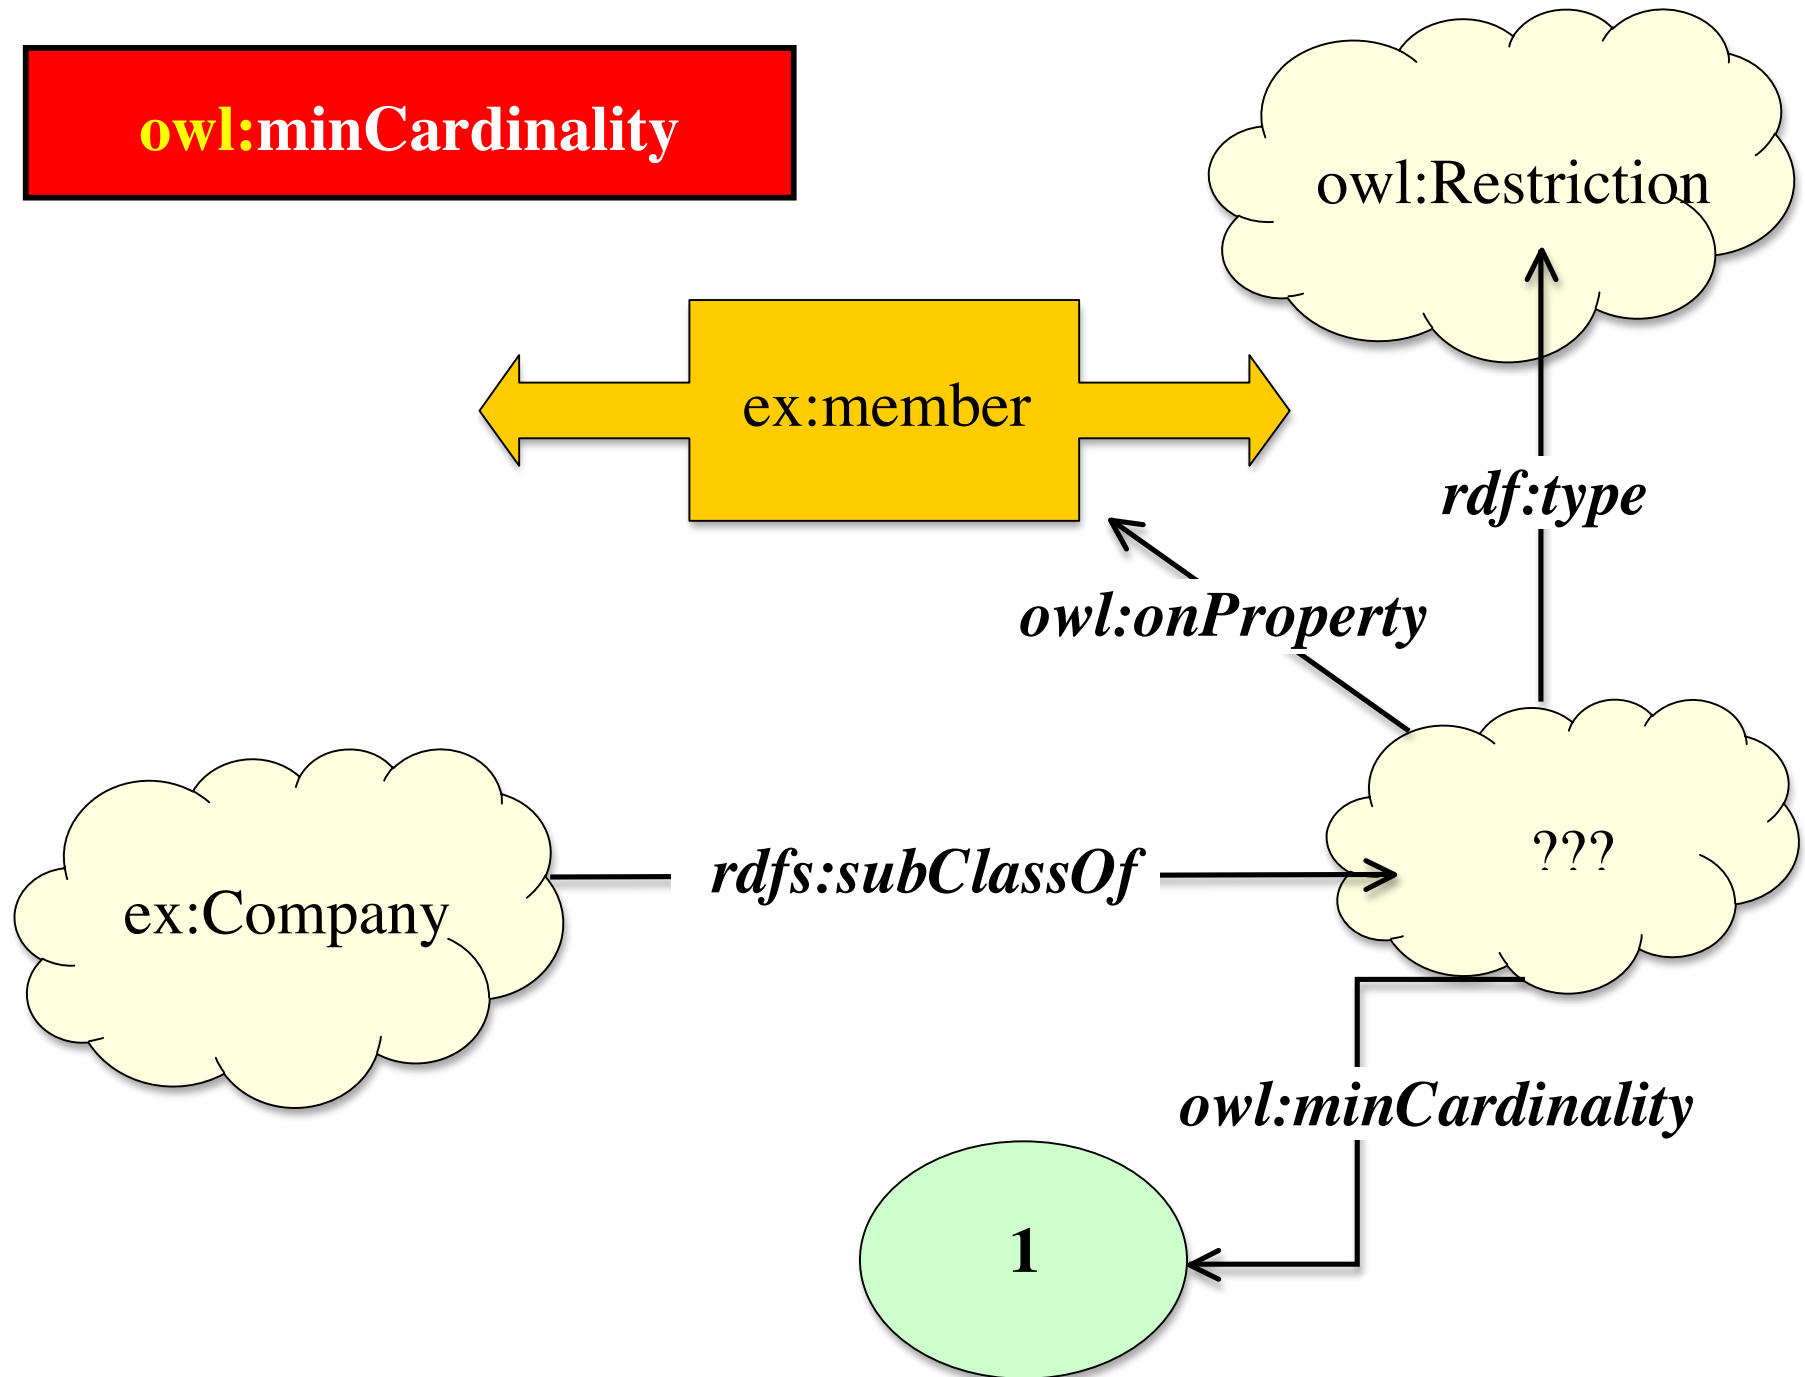 owl:minCardinality
owl:Restriction
ex:member
rdf:type
owl:onProperty
???
rdfs:subClassOf
ex:Company
owl:minCardinality
1